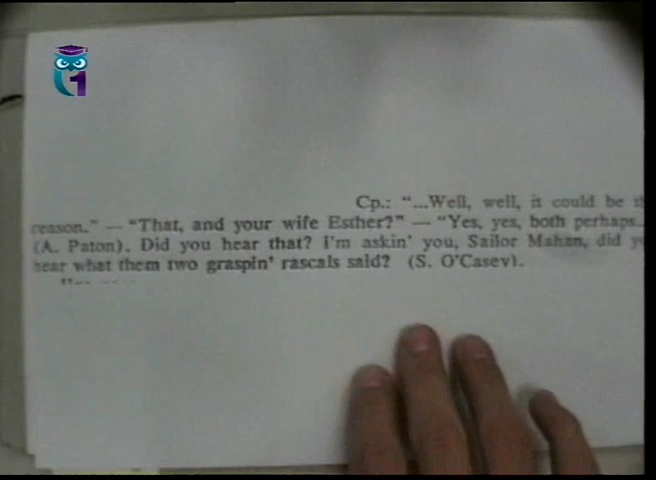 Cp.: "...Well, well, it could be
reason." — "That, and your wife Esther?" — "Yes, yes, both perhaps...
(A. Paton). Did you hear that? I'm askin' you, Sailor Mahan, did
hear what them two graspin' rascals said? (S. O'Casey).